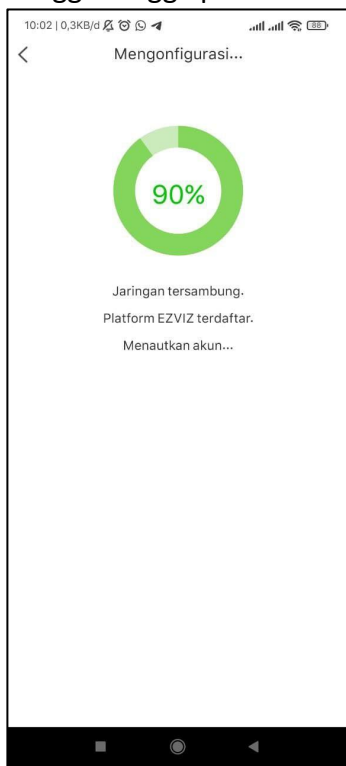 10:02 | 0,3KB/d
88
Mengonfigurasi...
90%
Jaringan tersambung.
Platform EZVIZ terdaftar.
Menautkan akun...